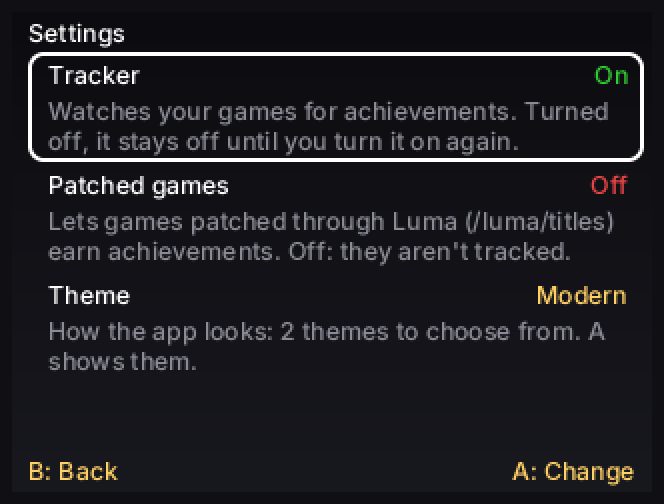 Settings
Tracker On
Watches your games for achievements. Turned
off, it stays off until you turn it on again.
Patched games Off
Lets games patched through Luma (/luma/titles)
earn achievements. Off: they aren't tracked.
Theme Modern
How the app looks: 2 themes to choose from. A
shows them.
B: Back A: Change